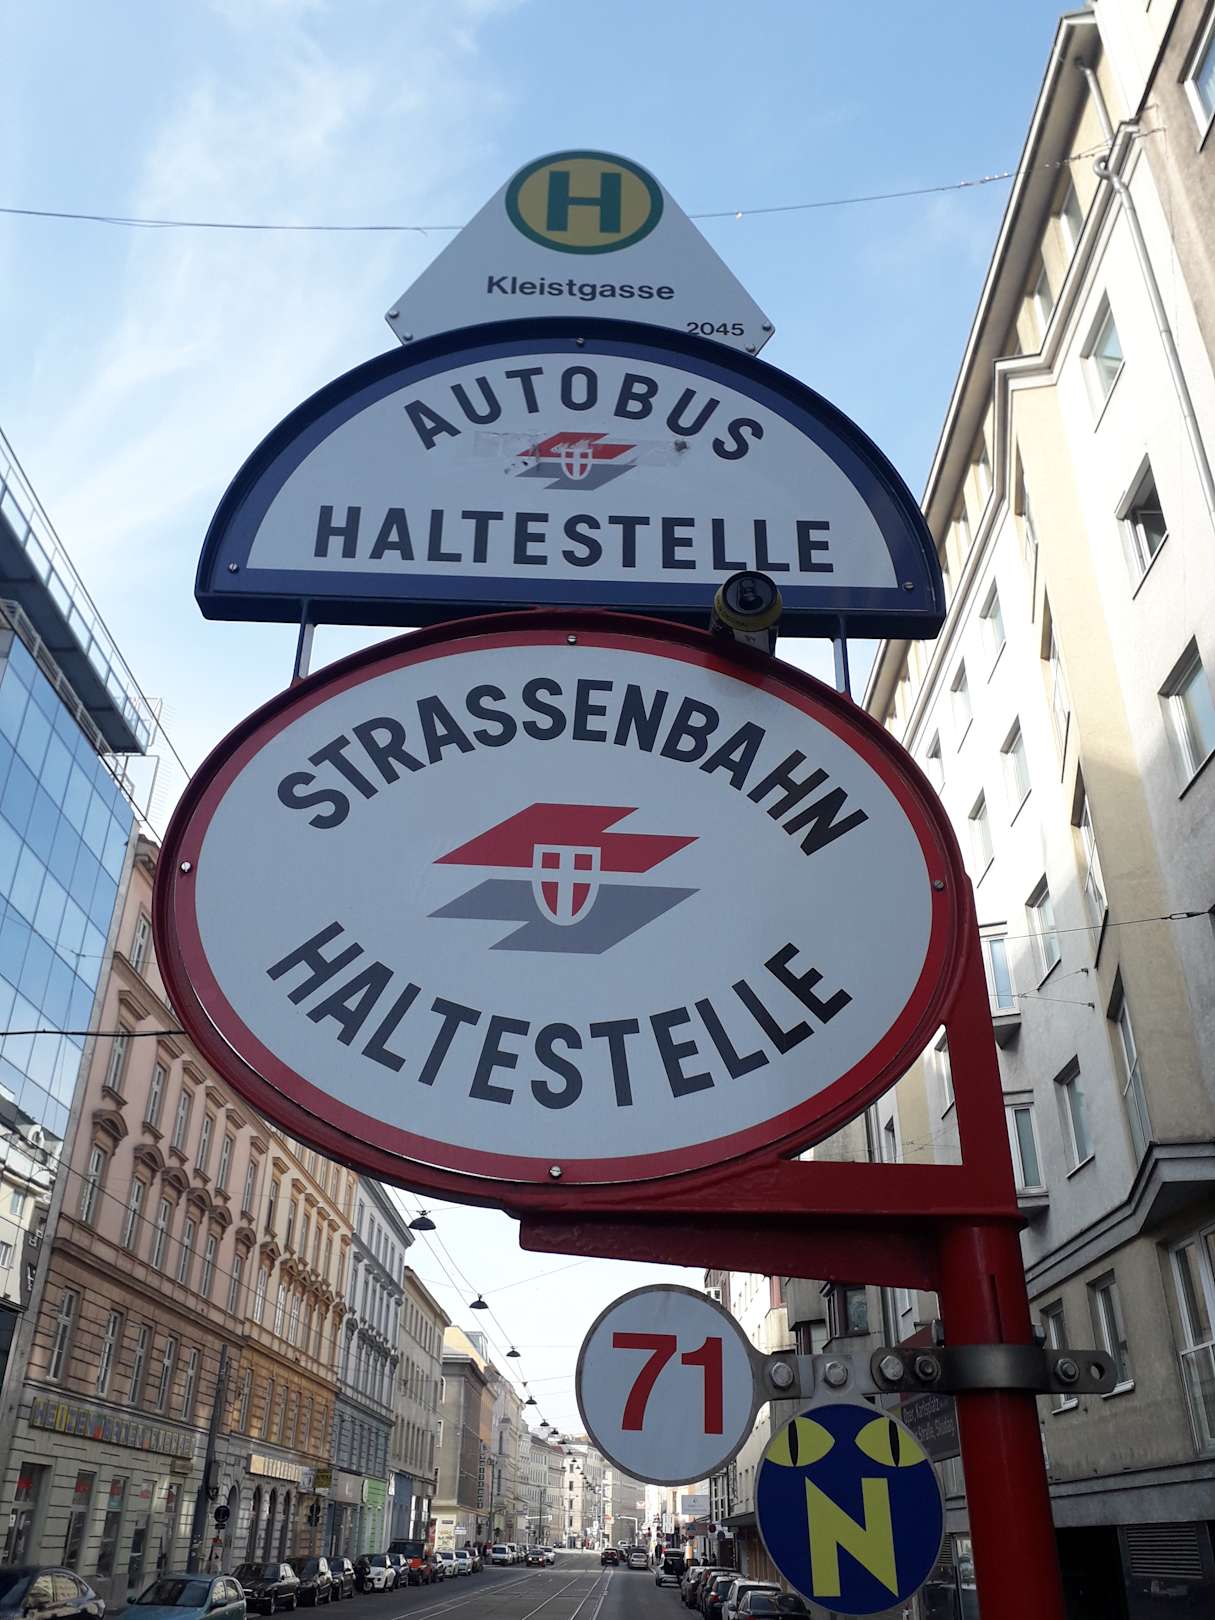 H
Kleistgasse
2045
AUTOBUS
HALTESTELLE
STRASSENBAHN
HALTESTELLE
71
N